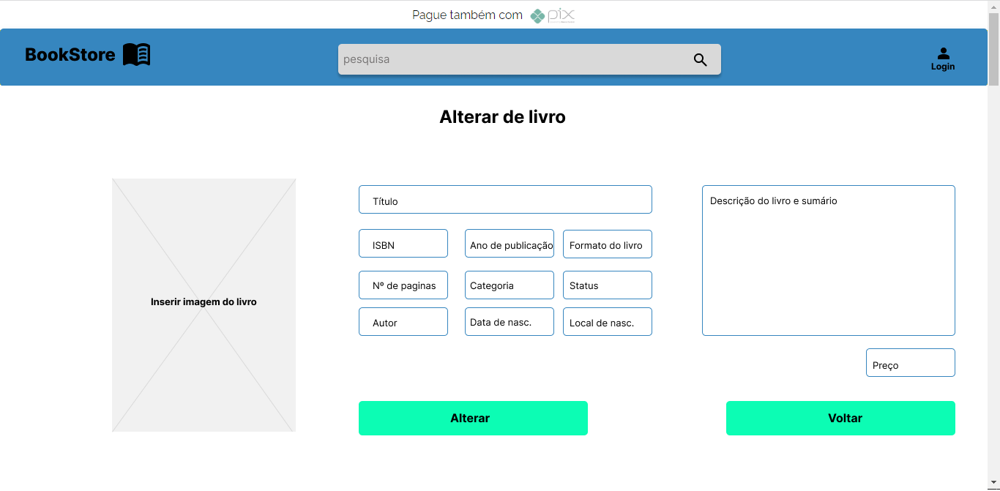 Pague também com pix
BookStore
pesquisa
Login
Alterar de livro
Inserir imagem do livro
Título
ISBN
Ano de publicação
Formato do livro
Nº de paginas
Categoria
Status
Autor
Data de nasc.
Local de nasc.
Descrição do livro e sumário
Preço
Alterar
Voltar